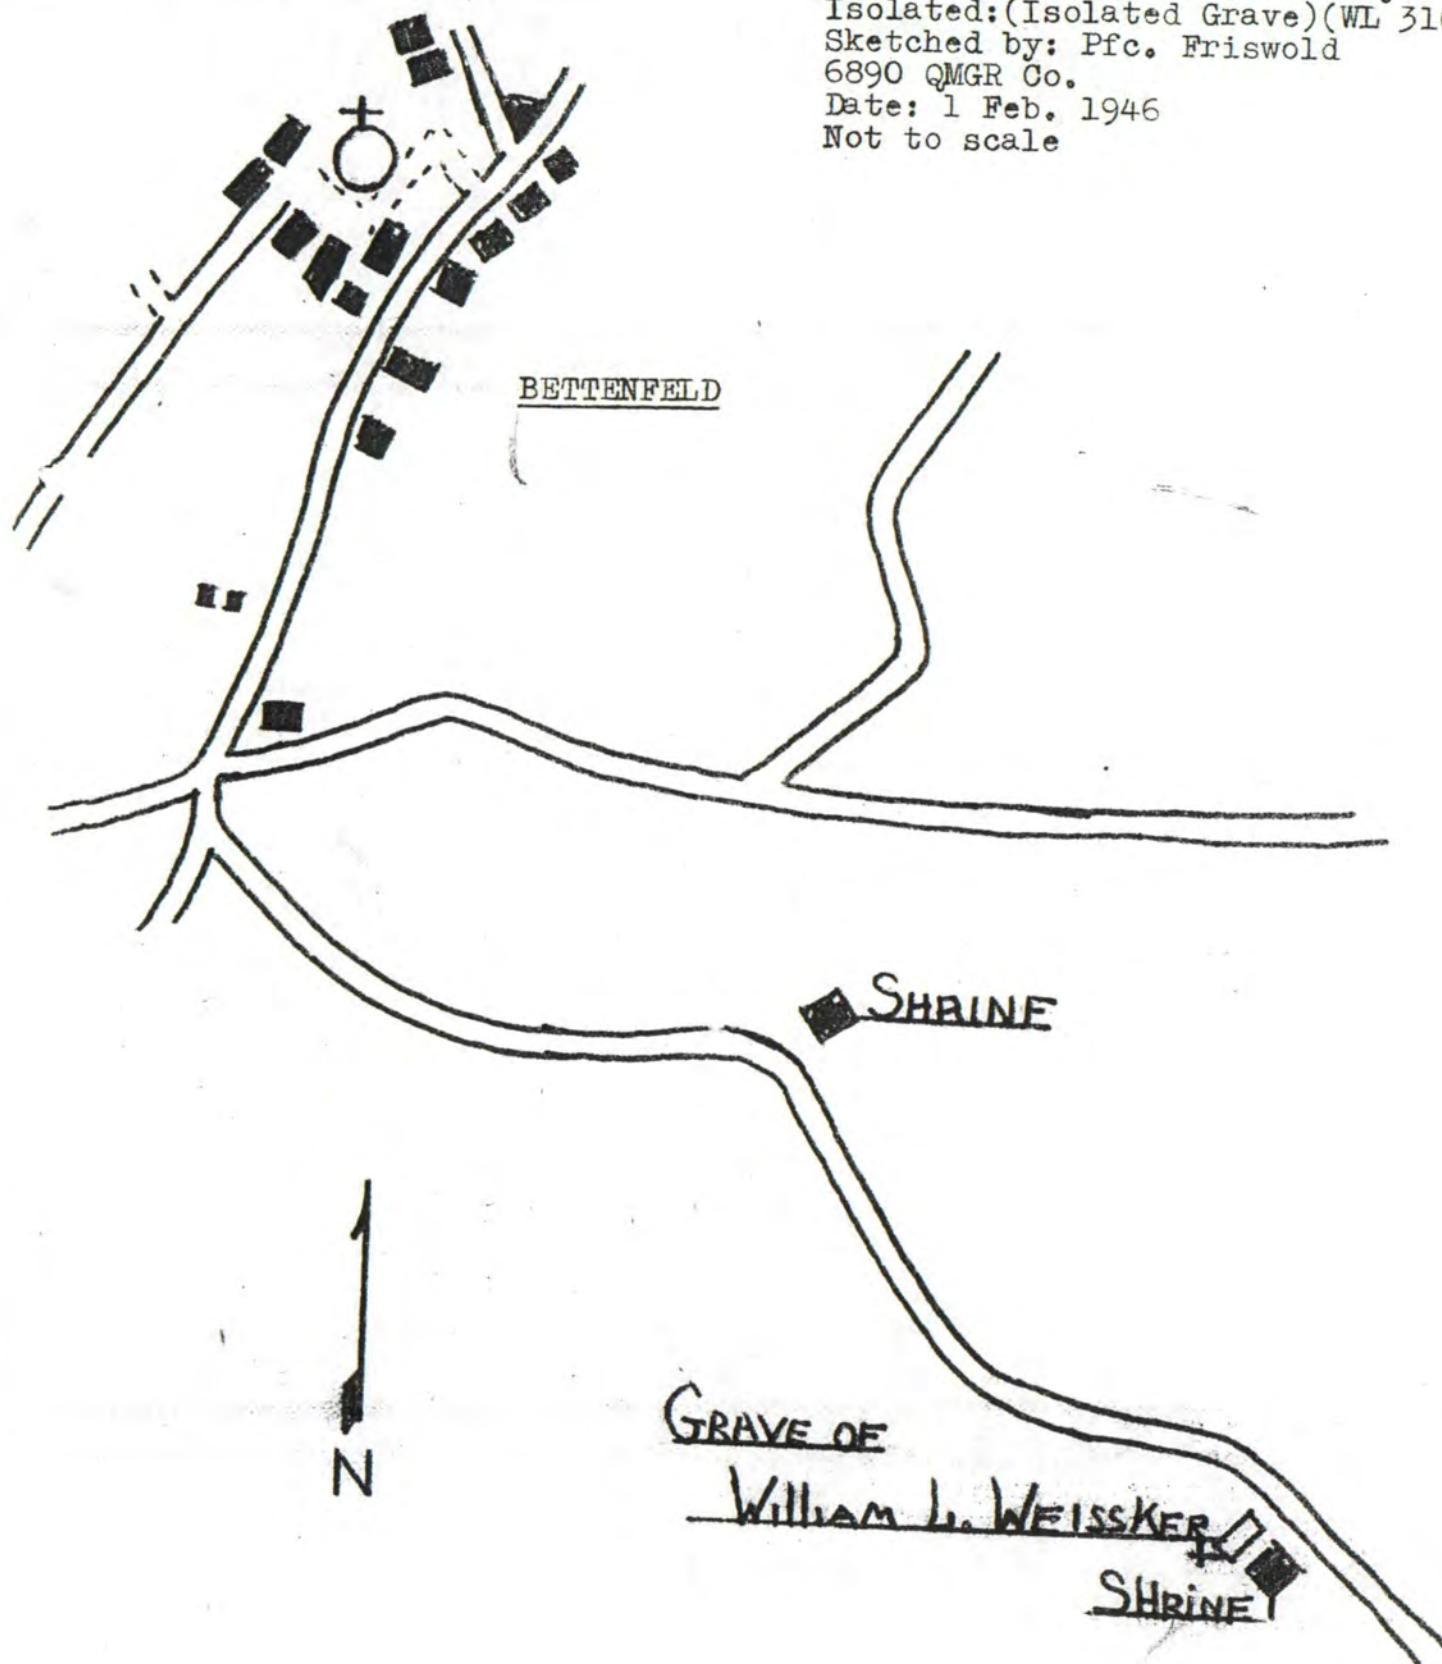 Isolated:(Isolated Grave)(WL 31
Sketched by: Pfc. Friswold
6890 QMGR Co.
Date: 1 Feb. 1946
Not to scale
BETTENFELD
SHRINE
N
GRAVE OF
William L. WEISSKER
SHRiNE